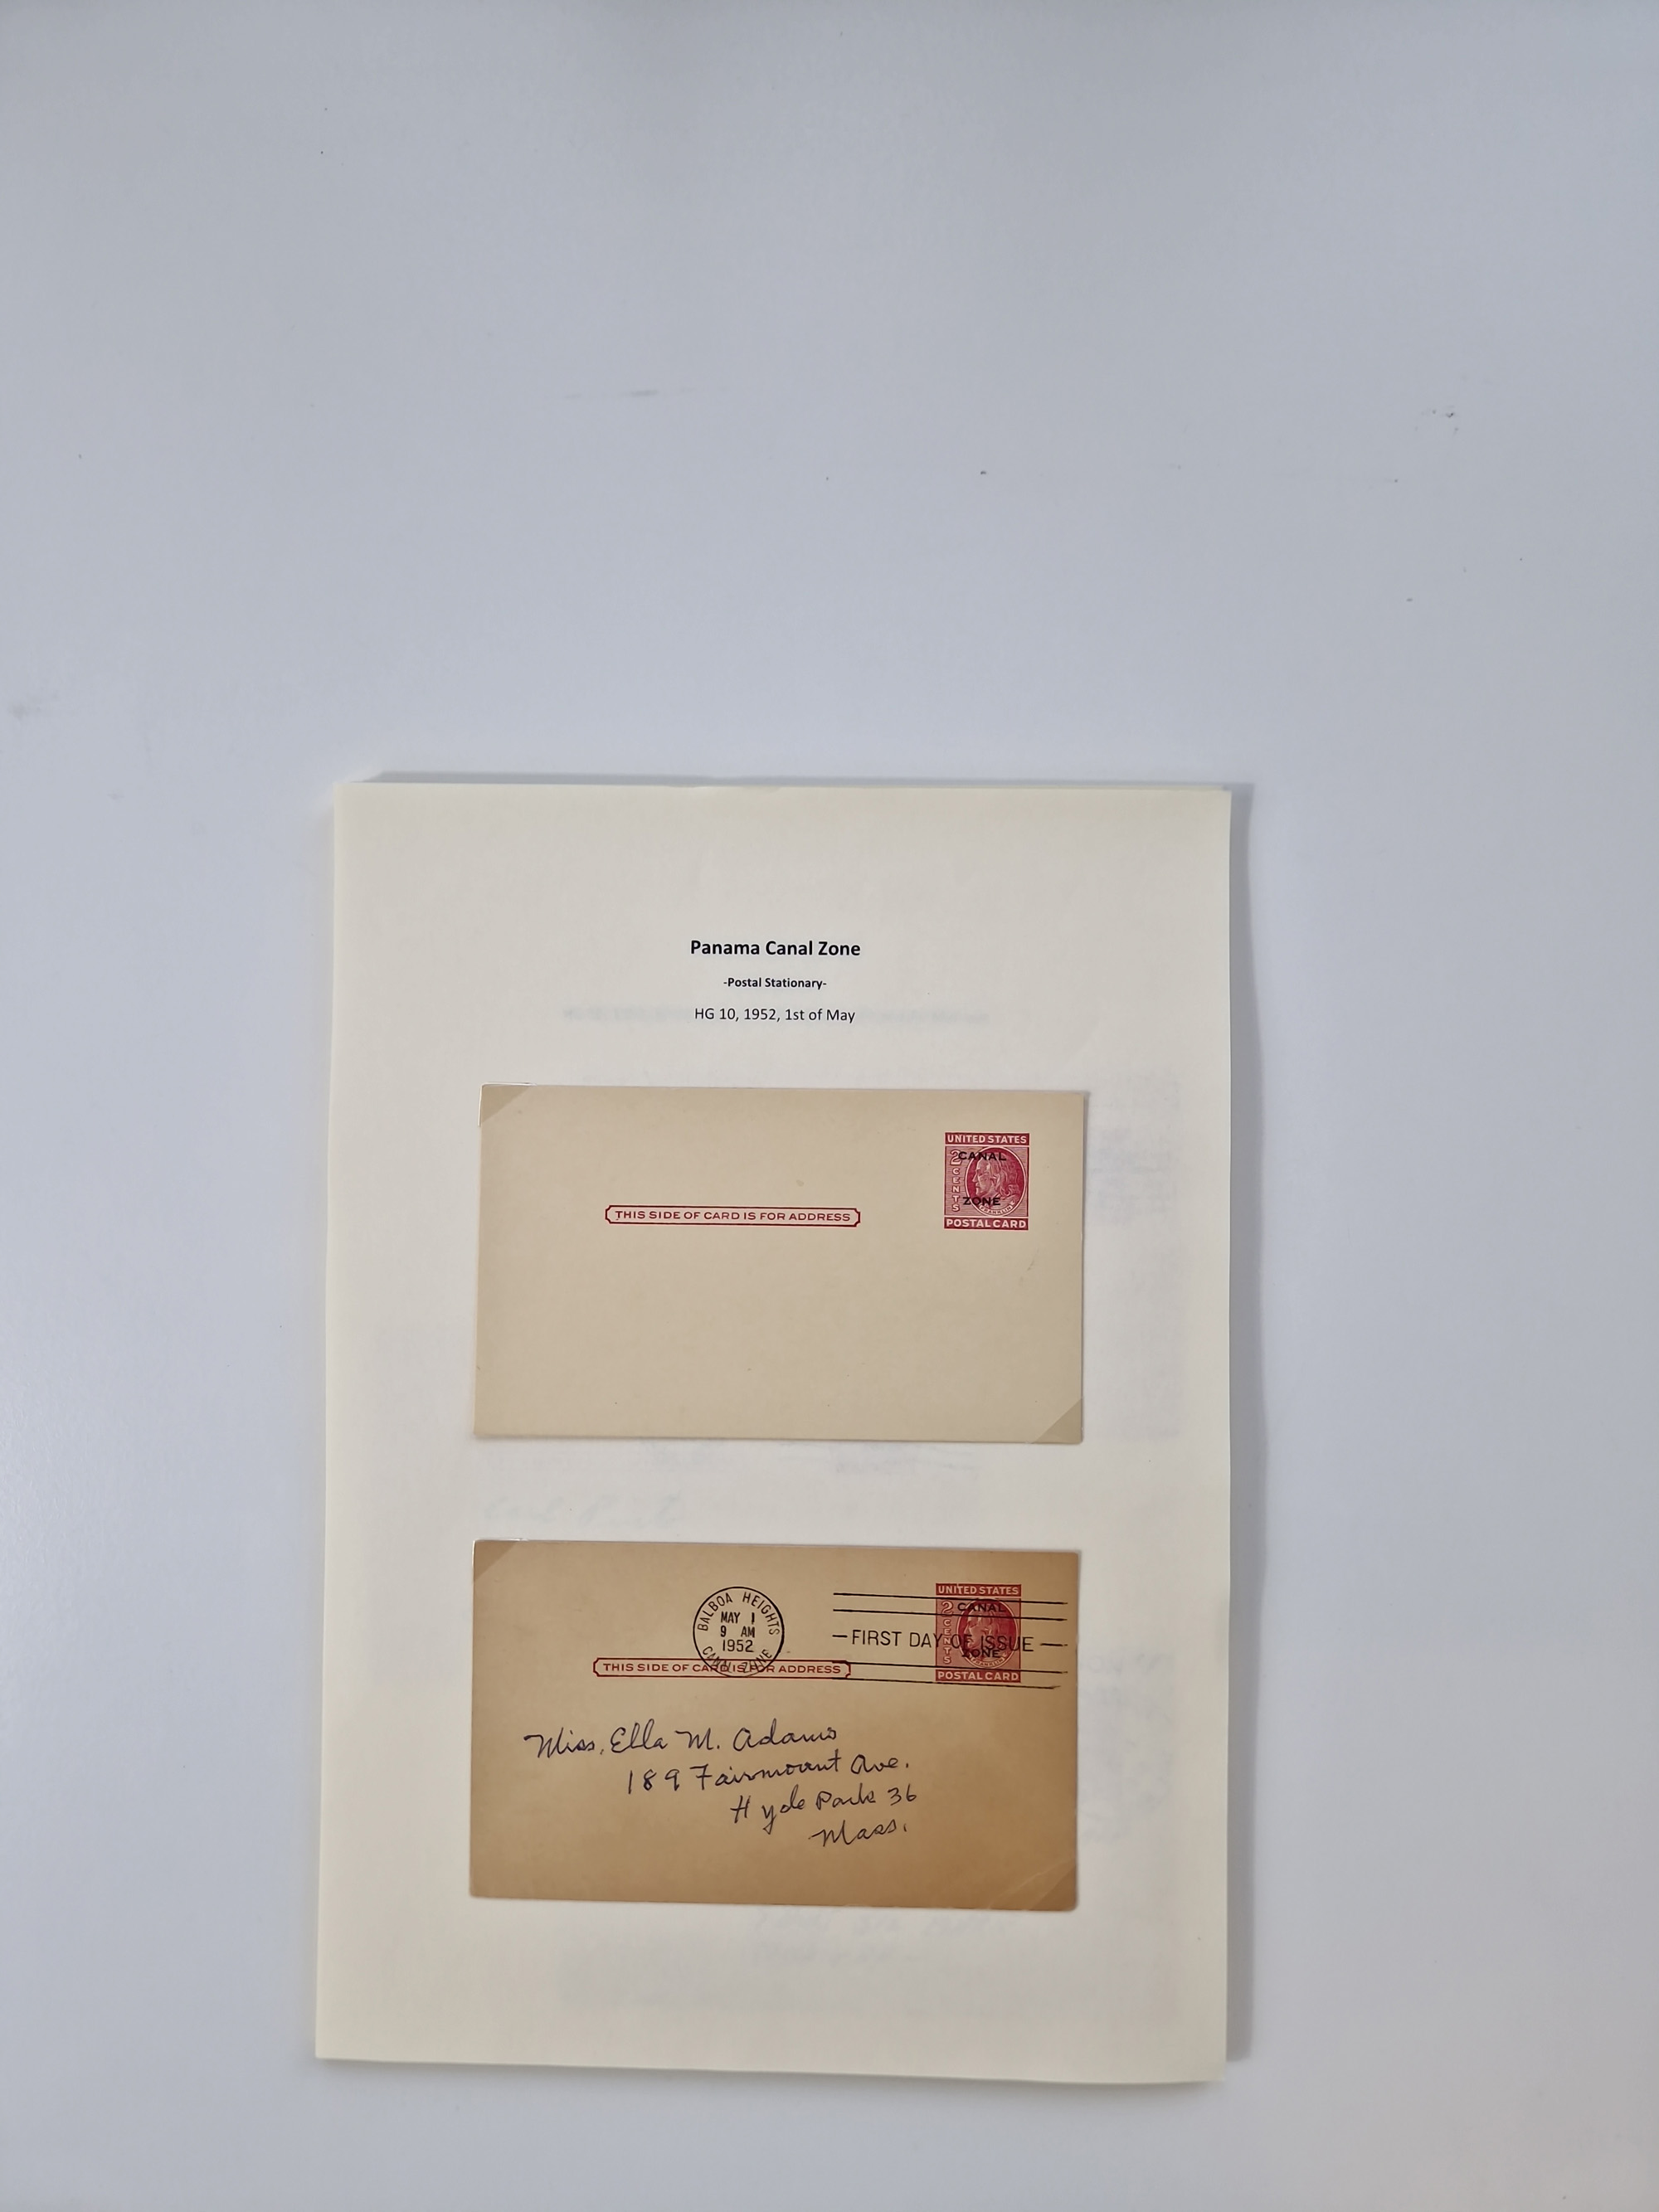 Panama Canal Zone
-Postal Stationary-
HG 10, 1952, 1st of May
UNITED STATES
2 CENTS
CANAL
ZONE
FRANKLIN
POSTAL CARD
THIS SIDE OF CARD IS FOR ADDRESS
BALBOA HEIGHTS
MAY 1
9 AM
1952
CANAL ZONE
UNITED STATES
2 CENTS
CANAL
—FIRST DAY OF ISSUE—
ZONE
FRANKLIN
POSTAL CARD
THIS SIDE OF CARD IS FOR ADDRESS
Miss. Ella M. Adams
189 Fairmount Ave.
Hyde Park 36
Mass.